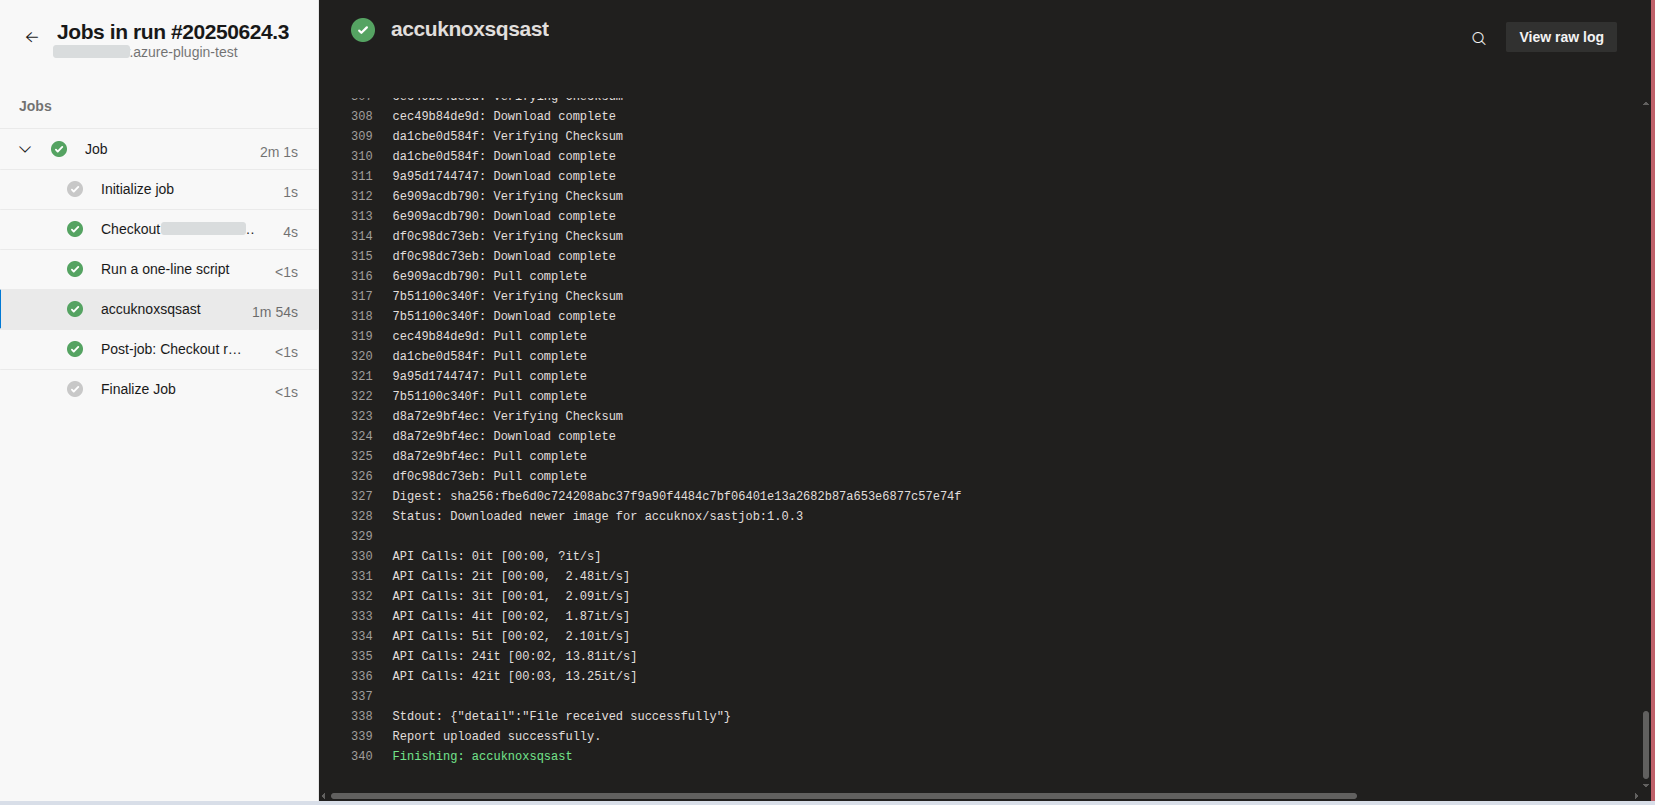 Jobs in run #20250624.3
.azure-plugin-test
Jobs
Job 2m 1s
Initialize job 1s
Checkout .. 4s
Run a one-line script <1s
accuknoxsqsast 1m 54s
Post-job: Checkout r… <1s
Finalize Job <1s
accuknoxsqsast
View raw log
308 cec49b84de9d: Download complete
309 da1cbe0d584f: Verifying Checksum
310 da1cbe0d584f: Download complete
311 9a95d1744747: Download complete
312 6e909acdb790: Verifying Checksum
313 6e909acdb790: Download complete
314 df0c98dc73eb: Verifying Checksum
315 df0c98dc73eb: Download complete
316 6e909acdb790: Pull complete
317 7b51100c340f: Verifying Checksum
318 7b51100c340f: Download complete
319 cec49b84de9d: Pull complete
320 da1cbe0d584f: Pull complete
321 9a95d1744747: Pull complete
322 7b51100c340f: Pull complete
323 d8a72e9bf4ec: Verifying Checksum
324 d8a72e9bf4ec: Download complete
325 d8a72e9bf4ec: Pull complete
326 df0c98dc73eb: Pull complete
327 Digest: sha256:fbe6d0c724208abc37f9a90f4484c7bf06401e13a2682b87a653e6877c57e74f
328 Status: Downloaded newer image for accuknox/sastjob:1.0.3
329
330 API Calls: 0it [00:00, ?it/s]
331 API Calls: 2it [00:00,  2.48it/s]
332 API Calls: 3it [00:01,  2.09it/s]
333 API Calls: 4it [00:02,  1.87it/s]
334 API Calls: 5it [00:02,  2.10it/s]
335 API Calls: 24it [00:02, 13.81it/s]
336 API Calls: 42it [00:03, 13.25it/s]
337
338 Stdout: {"detail":"File received successfully"}
339 Report uploaded successfully.
340 Finishing: accuknoxsqsast